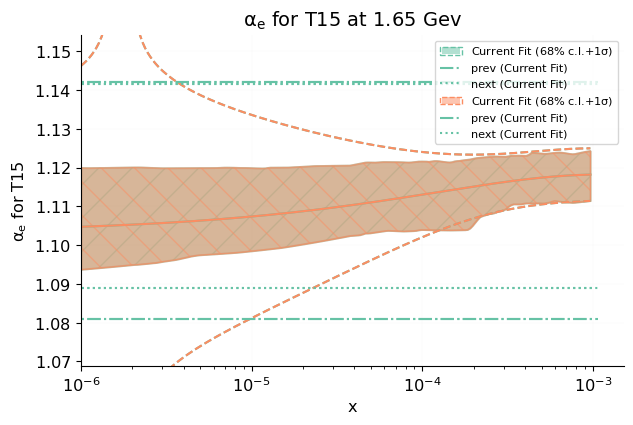 αe for T15 at 1.65 Gev
Current Fit (68% c.l.+1σ)
prev (Current Fit)
next (Current Fit)
Current Fit (68% c.l.+1σ)
prev (Current Fit)
next (Current Fit)
αe for T15
1.15
1.14
1.13
1.12
1.11
1.10
1.09
1.08
1.07
10⁻⁶
10⁻⁵
10⁻⁴
10⁻³
x